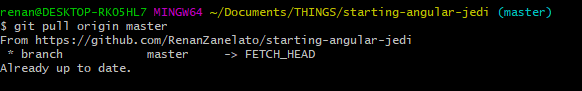 renan@DESKTOP-RKO5HL7 MINGW64 ~/Documents/THINGS/starting-angular-jedi (master)
$ git pull origin master
From https://github.com/RenanZanelato/starting-angular-jedi
 * branch            master     -> FETCH_HEAD
Already up to date.